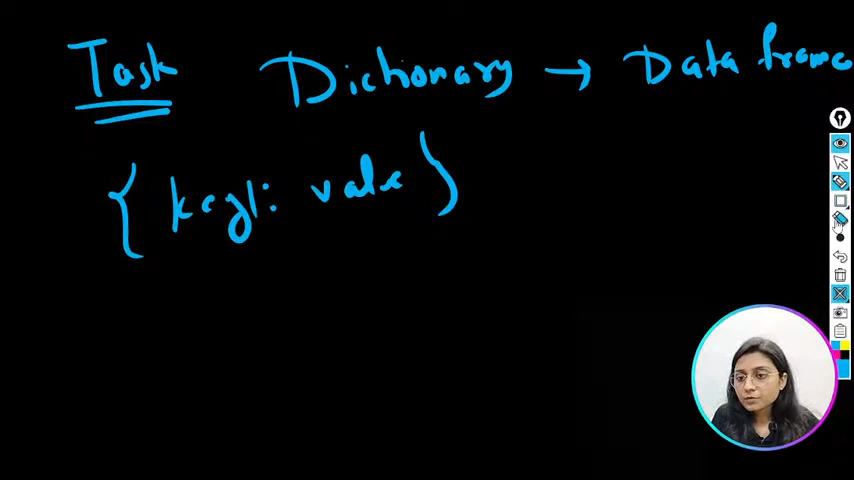 Task Dictionary → Data frame
{ key1: value }